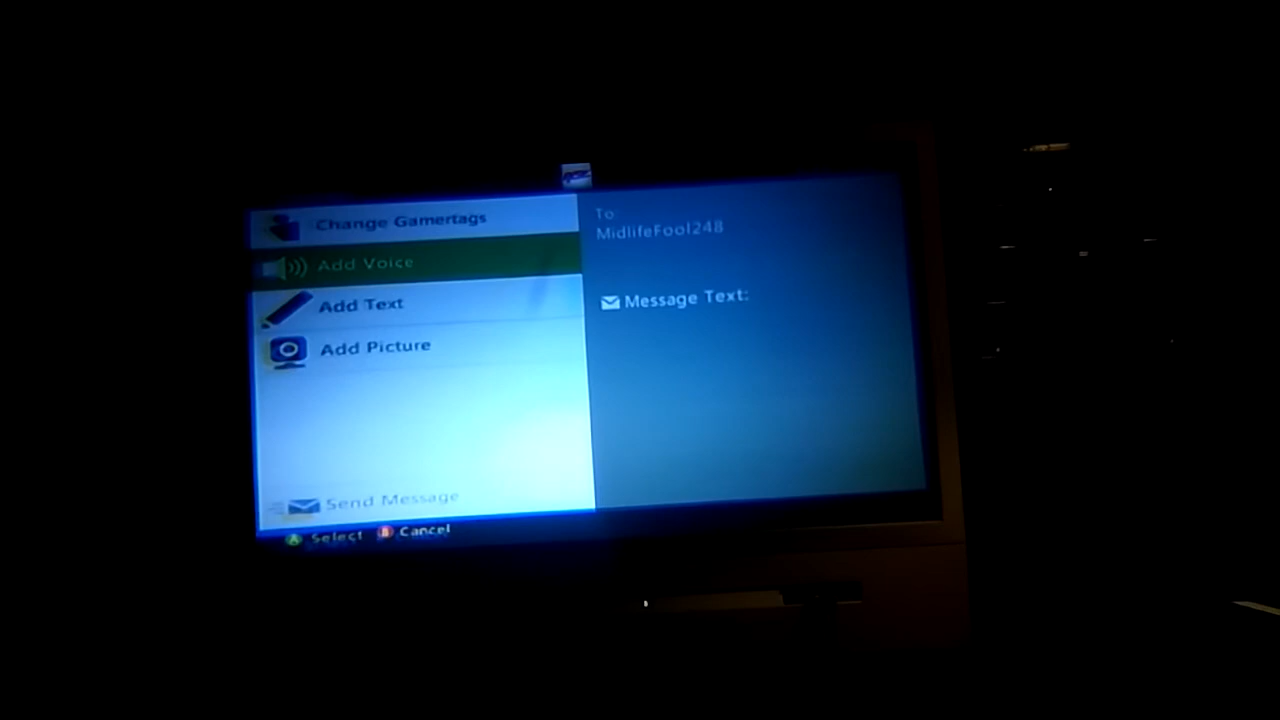 Change Gamertags
Add Voice
Add Text
Add Picture
Send Message
A Select B Cancel
To:
MidlifeFool248
Message Text: